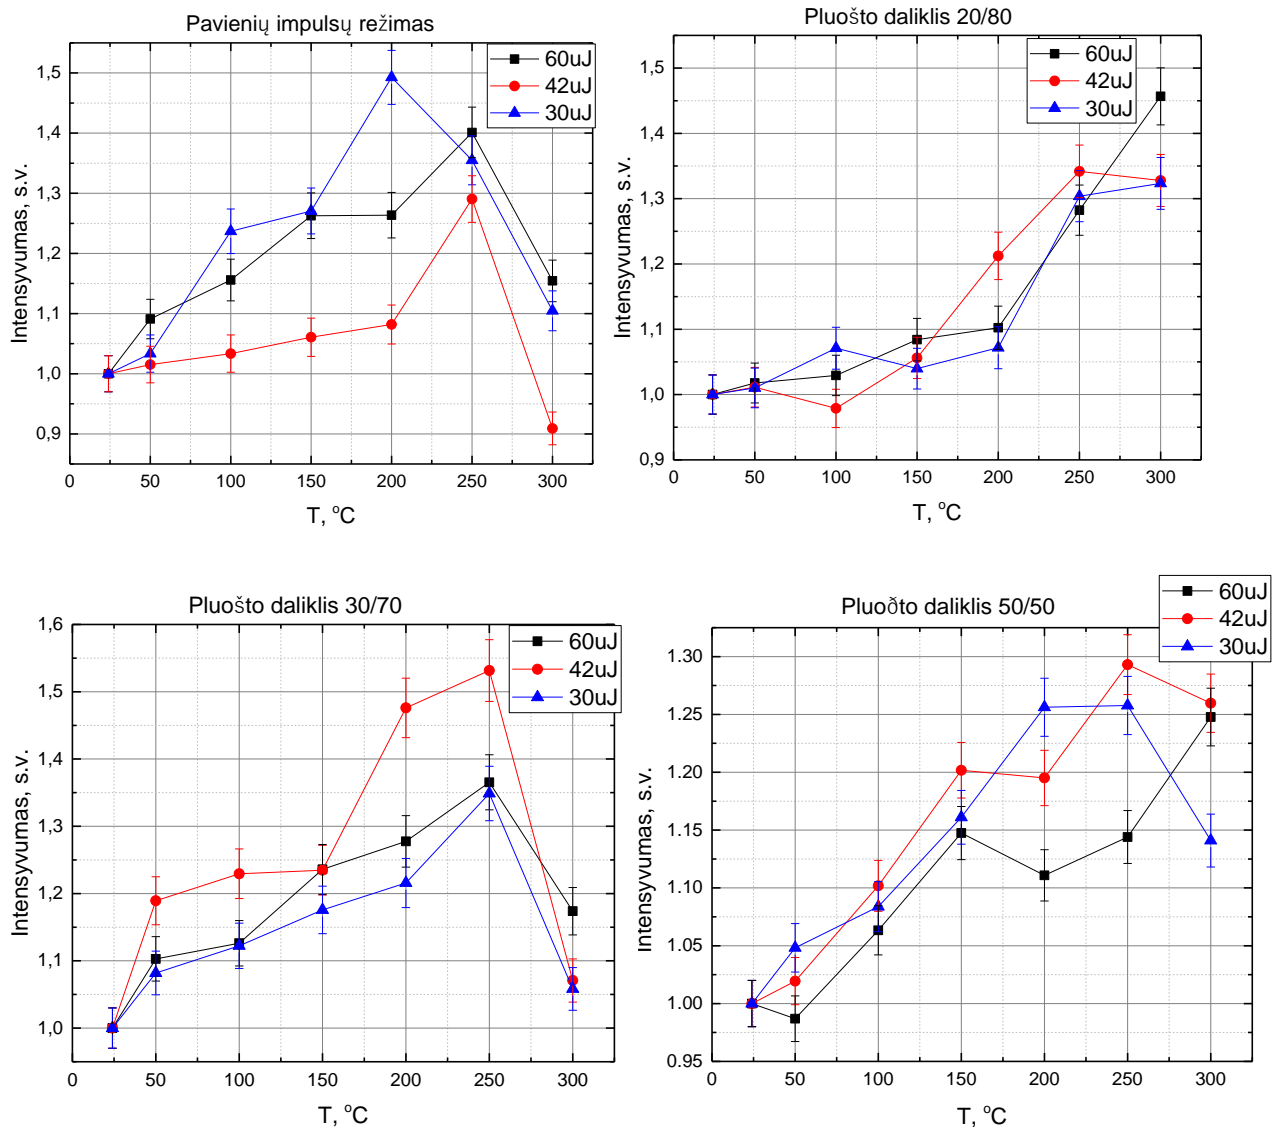 Pavienių impulsų režimas
60uJ
42uJ
30uJ
1,5
1,4
1,3
1,2
1,1
1,0
0,9
Intensyvumas, s.v.
0 50 100 150 200 250 300
T, °C
Pluošto daliklis 20/80
60uJ
42uJ
30uJ
1,5
1,4
1,3
1,2
1,1
1,0
0,9
Intensyvumas, s.v.
0 50 100 150 200 250 300
T, °C
Pluošto daliklis 30/70
60uJ
42uJ
30uJ
1,6
1,5
1,4
1,3
1,2
1,1
1,0
Intensyvumas, s.v.
0 50 100 150 200 250 300
T, °C
Pluoðto daliklis 50/50
60uJ
42uJ
30uJ
1.30
1.25
1.20
1.15
1.10
1.05
1.00
0.95
Intensyvumas, s.v.
0 50 100 150 200 250 300
T, °C